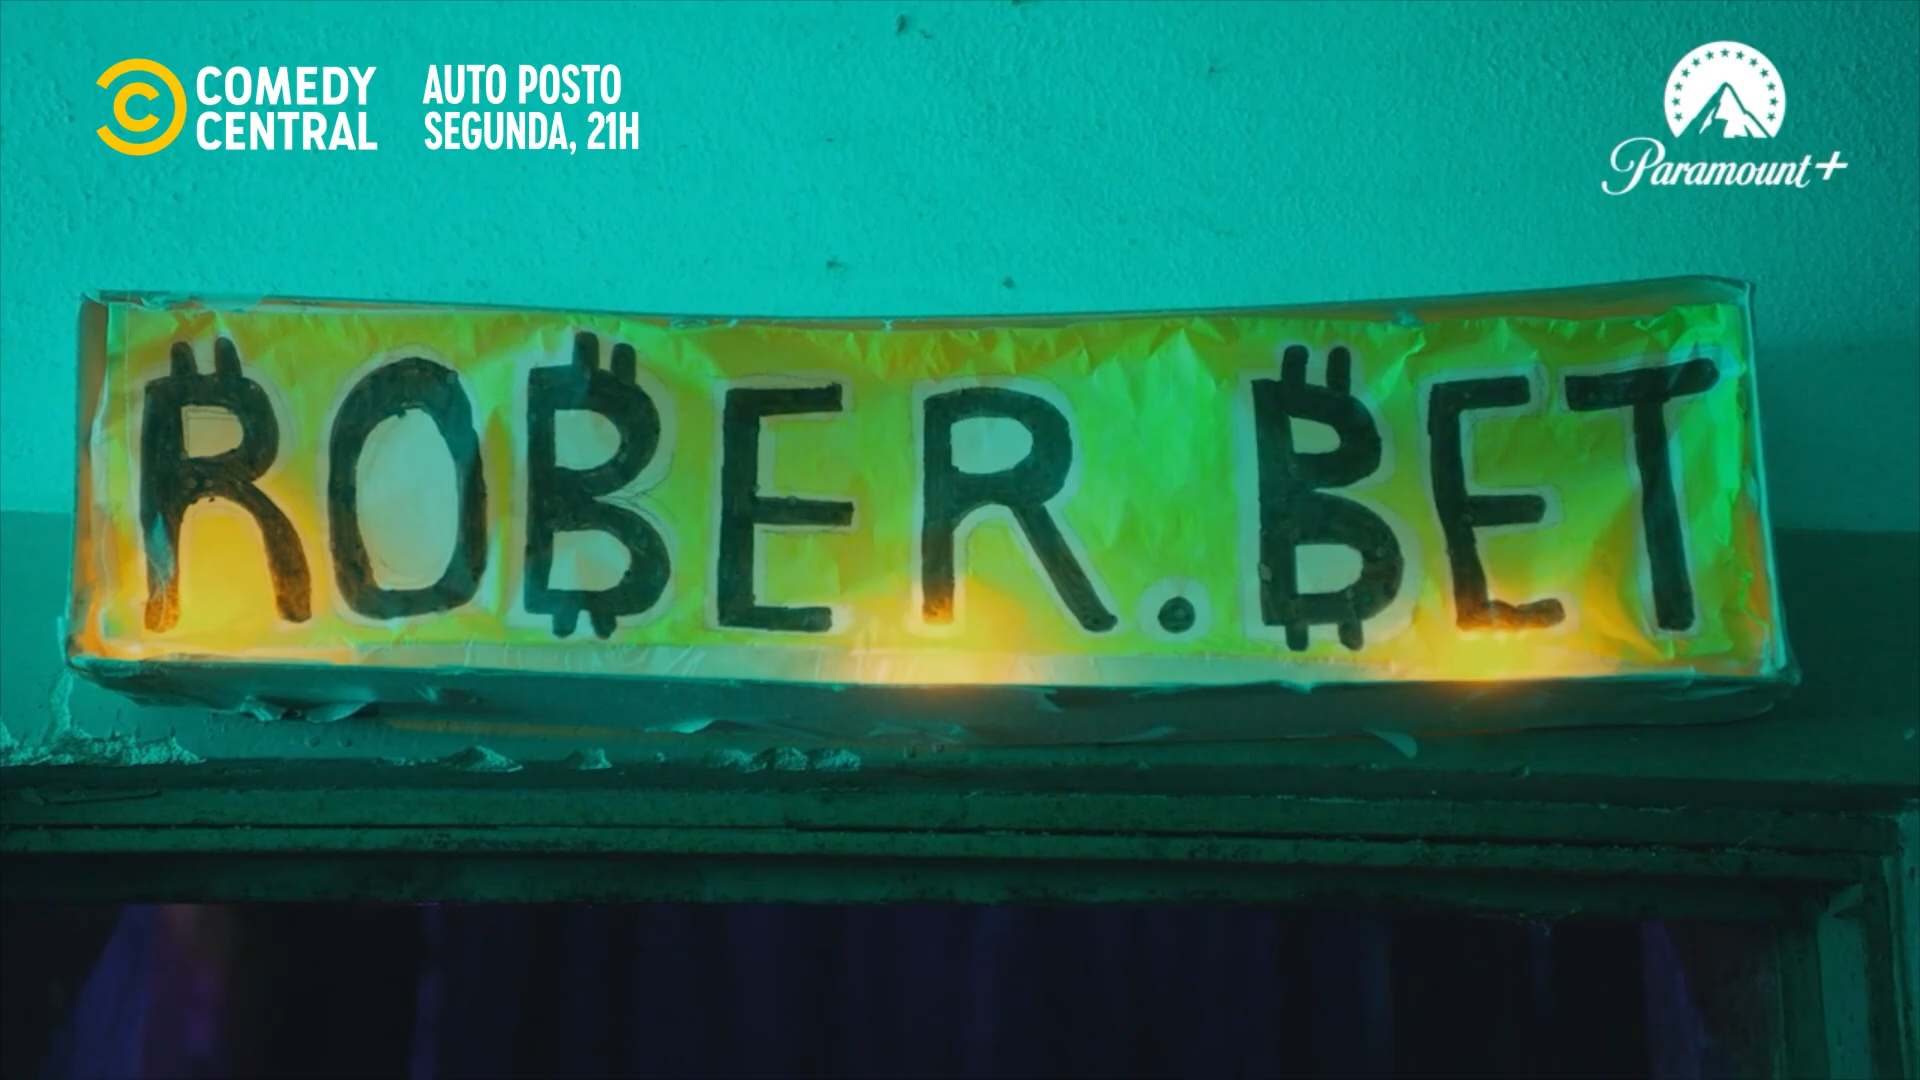 COMEDY
CENTRAL
AUTO POSTO
SEGUNDA, 21H
Paramount+
ROBER.BET